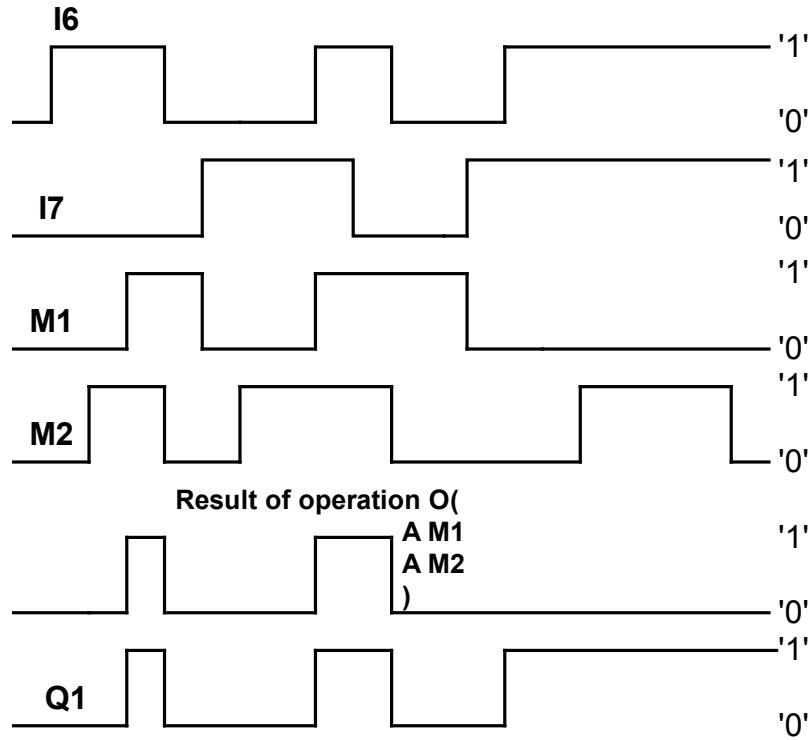 I6
'1'
'0'
'1'
I7
'0'
'1'
M1
'0'
'1'
M2
'0'
Result of operation O(
A M1
'1'
A M2
)
'0'
'1'
Q1
'0'